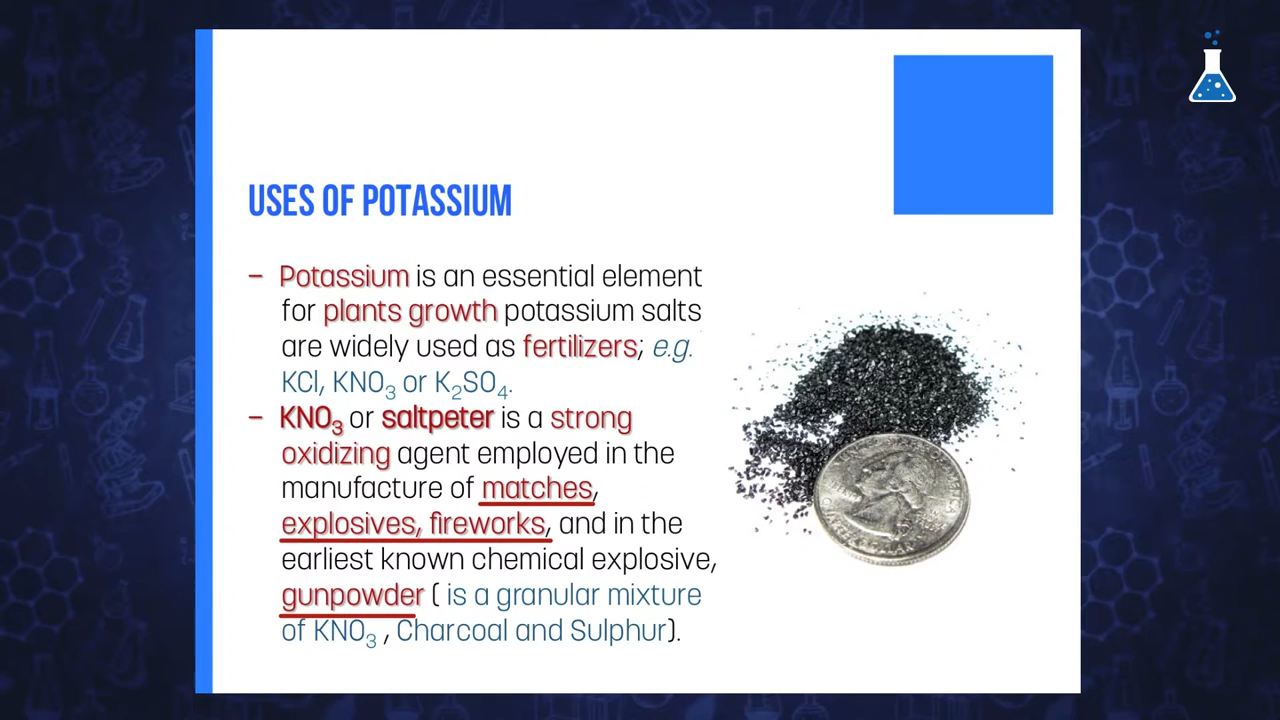 USES OF POTASSIUM
– Potassium is an essential element
for plants growth potassium salts
are widely used as fertilizers; e.g.
KCl, KNO₃ or K₂SO₄.
– KNO₃ or saltpeter is a strong
oxidizing agent employed in the
manufacture of matches,
explosives, fireworks, and in the
earliest known chemical explosive,
gunpowder ( is a granular mixture
of KNO₃ , Charcoal and Sulphur).